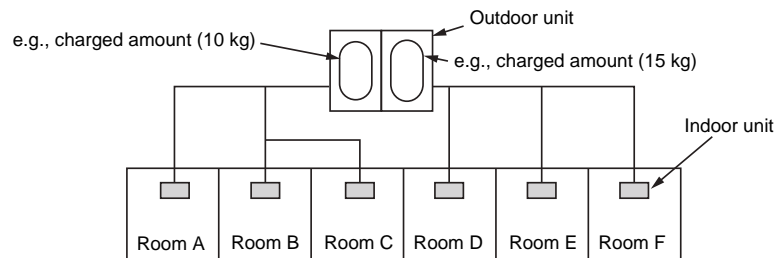 Outdoor unit
e.g., charged amount (10 kg)
e.g., charged amount (15 kg)
Indoor unit
Room A Room B Room C Room D Room E Room F